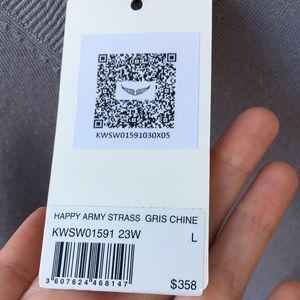 KWSW01591030X05
HAPPY ARMY STRASS GRIS CHINE
KWSW01591 23W
L
3 607624 468147
$358